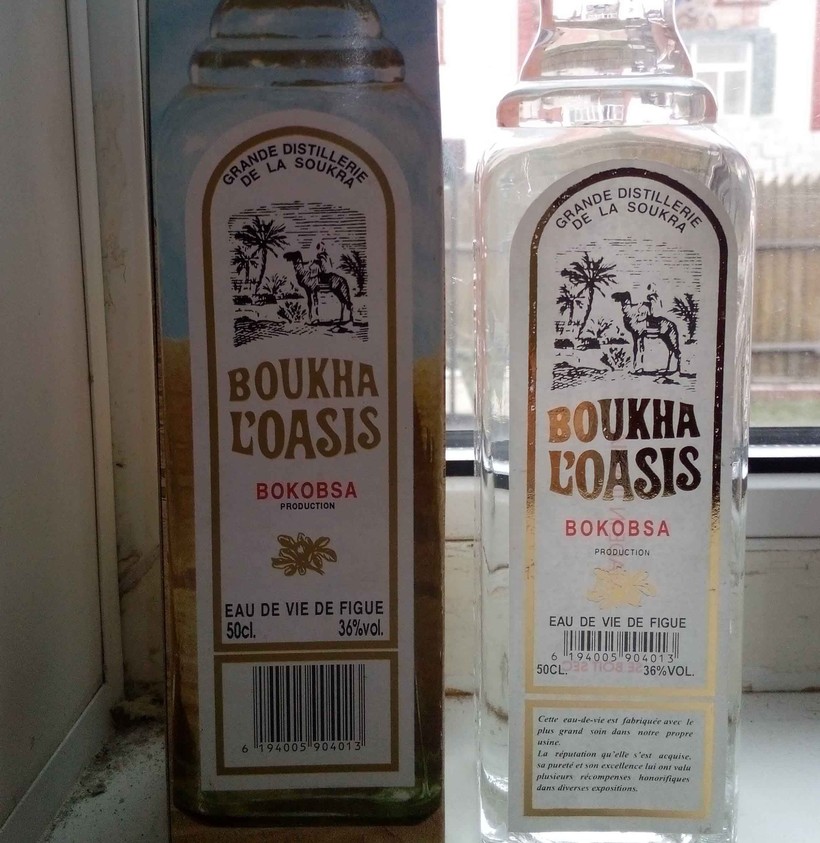 GRANDE DISTILLERIE
DE LA SOUKRA
BOUKHA
L'OASIS
BOKOBSA
PRODUCTION
EAU DE VIE DE FIGUE
50cl. 36%vol.
6 194005 904013
GRANDE DISTILLERIE
DE LA SOUKRA
BOUKHA
L'OASIS
BOKOBSA
PRODUCTION
EAU DE VIE DE FIGUE
6 194005 904013
50CL. 36%VOL.
SE BOIT SEC
Cette eau-de-vie est fabriquée avec le
plus grand soin dans notre propre
usine.
La réputation qu'elle s'est acquise,
sa pureté et son excellence lui ont valu
plusieurs récompenses honorifiques
dans diverses expositions.